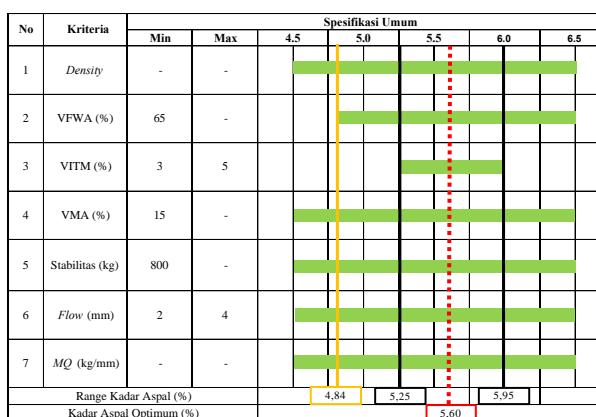 No Kriteria Spesifikasi Umum
Min Max 4.5 5.0 5.5 6.0 6.5
1 Density - -
2 VFWA (%) 65 -
3 VITM (%) 3 5
4 VMA (%) 15 -
5 Stabilitas (kg) 800 -
6 Flow (mm) 2 4
7 MQ (kg/mm) - -
Range Kadar Aspal (%) 4,84 5,25 5,95
Kadar Aspal Optimum (%) 5,60